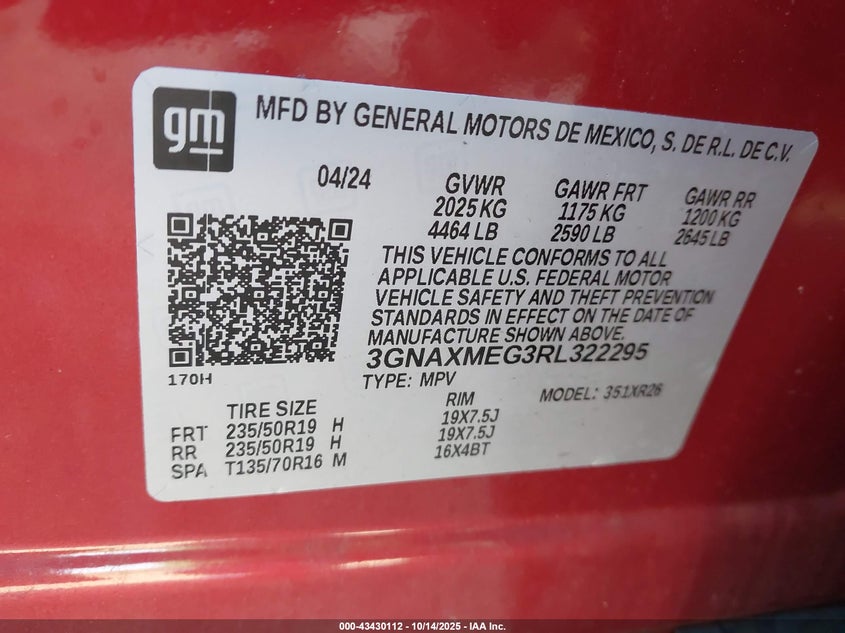 gm
MFD BY GENERAL MOTORS DE MEXICO, S. DE R.L. DE C.V.
04/24 GVWR GAWR FRT GAWR RR
2025 KG 1175 KG 1200 KG
4464 LB 2590 LB 2645 LB
THIS VEHICLE CONFORMS TO ALL
APPLICABLE U.S. FEDERAL MOTOR
VEHICLE SAFETY AND THEFT PREVENTION
STANDARDS IN EFFECT ON THE DATE OF
MANUFACTURE SHOWN ABOVE.
3GNAXMEG3RL322295
170H TYPE: MPV MODEL: 351XR26
TIRE SIZE RIM
FRT 235/50R19 H 19X7.5J
RR 235/50R19 H 19X7.5J
SPA T135/70R16 M 16X4BT
000-43430112 - 10/14/2025 - IAA Inc.